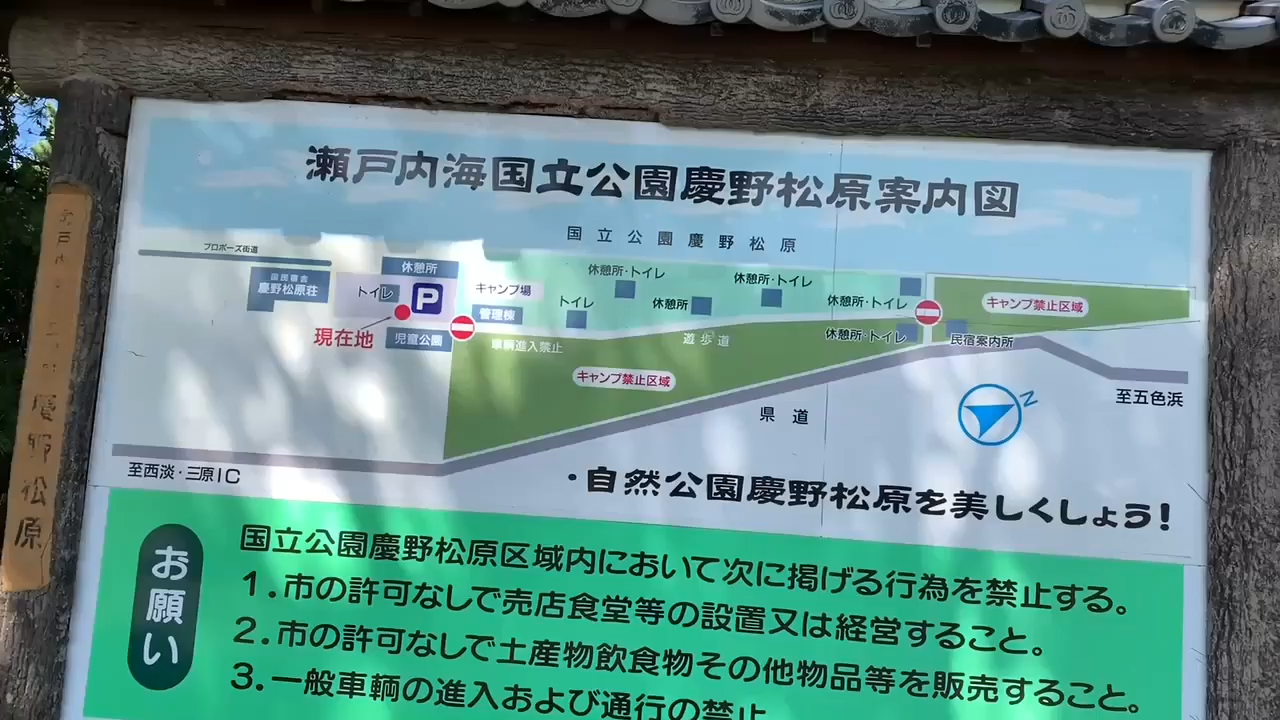 瀬戸内海国立公園慶野松原案内図
国立公園慶野松原
プロポーズ街道
国民宿舎
慶野松原荘
休憩所
トイレ
P
現在地
児童公園
キャンプ場
管理棟
車輌進入禁止
トイレ
休憩所・トイレ
休憩所
休憩所・トイレ
遊歩道
休憩所・トイレ
休憩所・トイレ
キャンプ禁止区域
民宿案内所
キャンプ禁止区域
県道
N
至五色浜
至西淡・三原IC
・自然公園慶野松原を美しくしょう!
お願い
国立公園慶野松原区域内において次に掲げる行為を禁止する。
1.市の許可なしで売店食堂等の設置又は経営すること。
2.市の許可なしで土産物飲食物その他物品等を販売すること。
3.一般車輌の進入および通行の禁止
慶野松原